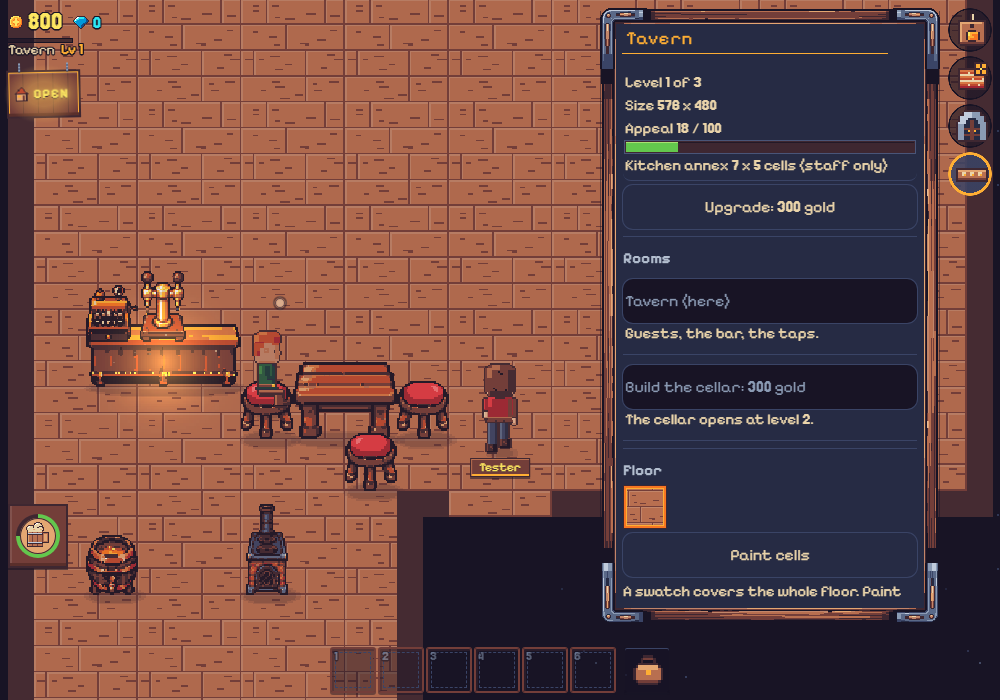 800 0
Tavern Lv 1
OPEN
Tavern
Level 1 of 3
Size 576 x 480
Appeal 18 / 100
Kitchen annex 7 x 5 cells (staff only)
Upgrade: 300 gold
Rooms
Tavern (here)
Guests, the bar, the taps.
Build the cellar: 300 gold
The cellar opens at level 2.
Floor
Paint cells
A swatch covers the whole floor. Paint
Tester
1 2 3 4 5 6